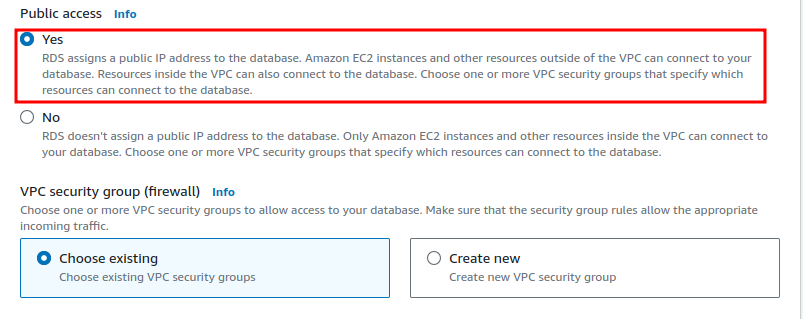 Public access Info
Yes
RDS assigns a public IP address to the database. Amazon EC2 instances and other resources outside of the VPC can connect to your
database. Resources inside the VPC can also connect to the database. Choose one or more VPC security groups that specify which
resources can connect to the database.
No
RDS doesn't assign a public IP address to the database. Only Amazon EC2 instances and other resources inside the VPC can connect to
your database. Choose one or more VPC security groups that specify which resources can connect to the database.
VPC security group (firewall) Info
Choose one or more VPC security groups to allow access to your database. Make sure that the security group rules allow the appropriate
incoming traffic.
Choose existing
Choose existing VPC security groups
Create new
Create new VPC security group